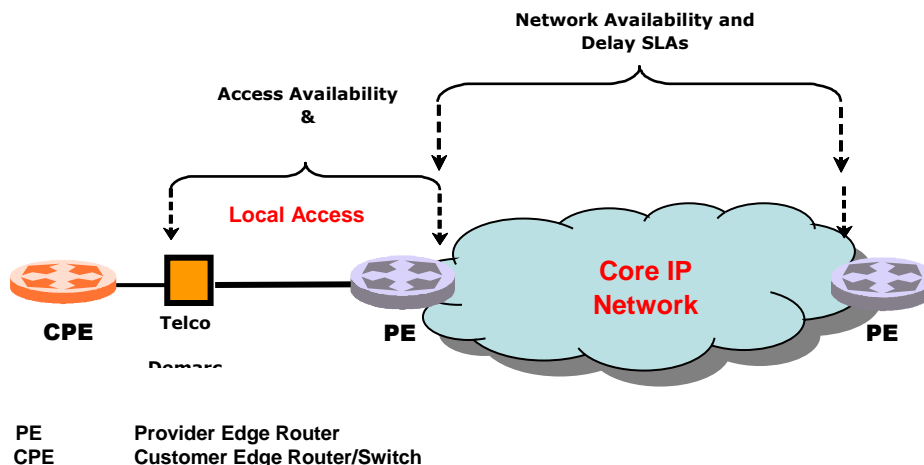 Network Availability and
Delay SLAs
Access Availability
&
Local Access
Core IP
Network
CPE
Telco
PE
PE
Demarc
PE Provider Edge Router
CPE Customer Edge Router/Switch